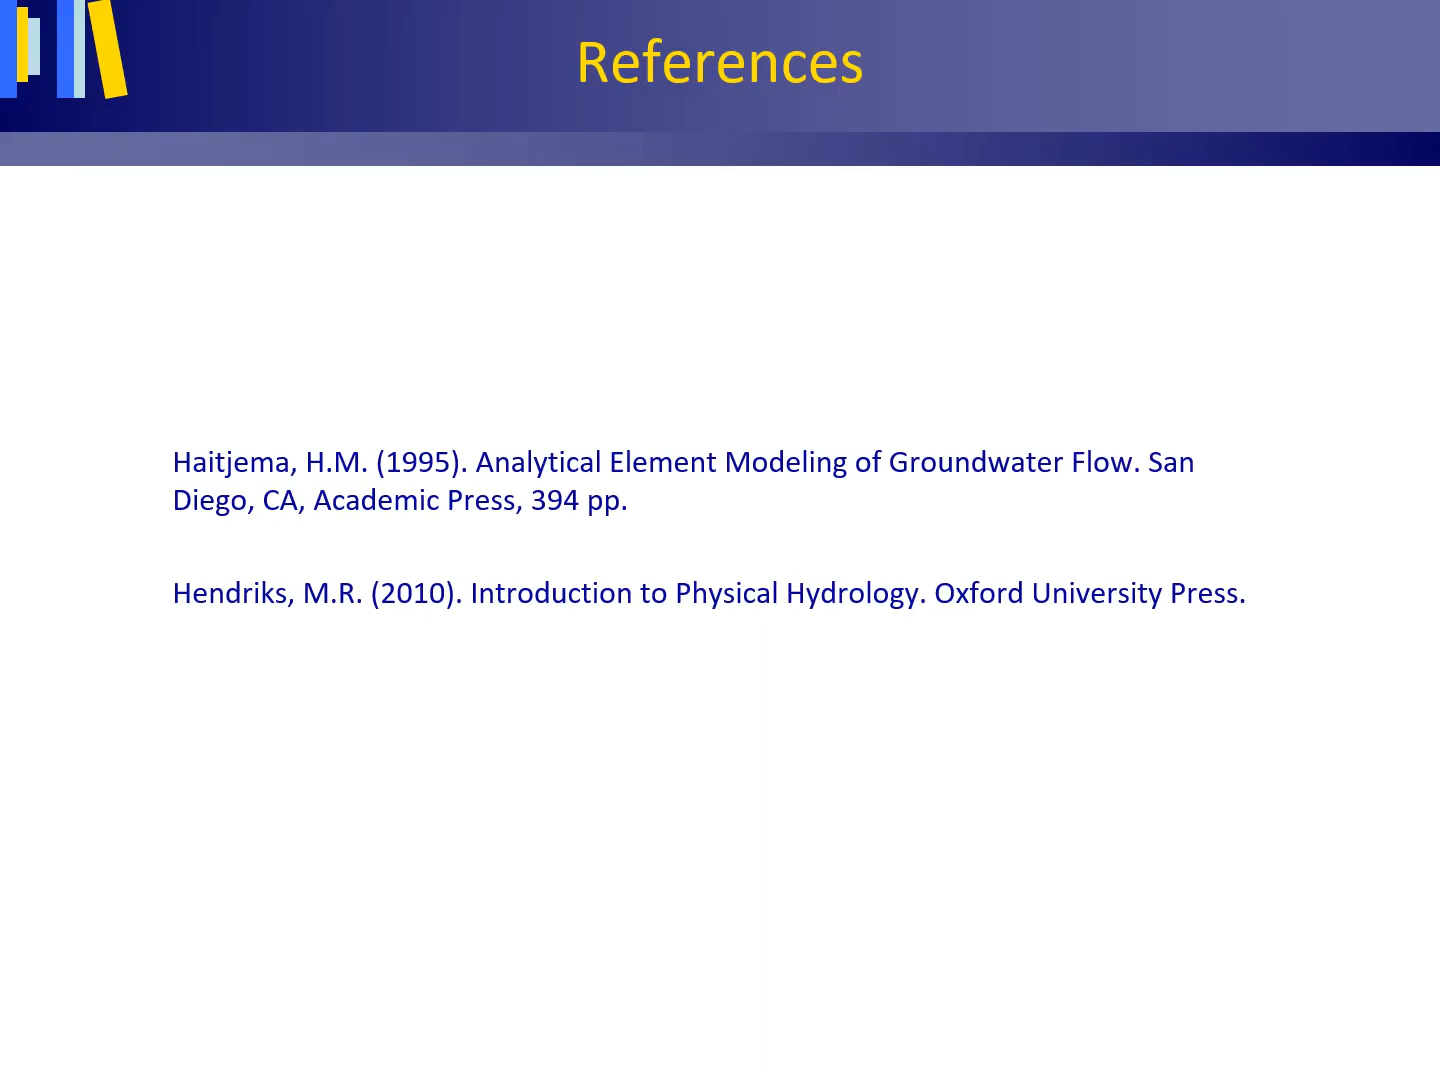 References
Haitjema, H.M. (1995). Analytical Element Modeling of Groundwater Flow. San
Diego, CA, Academic Press, 394 pp.
Hendriks, M.R. (2010). Introduction to Physical Hydrology. Oxford University Press.